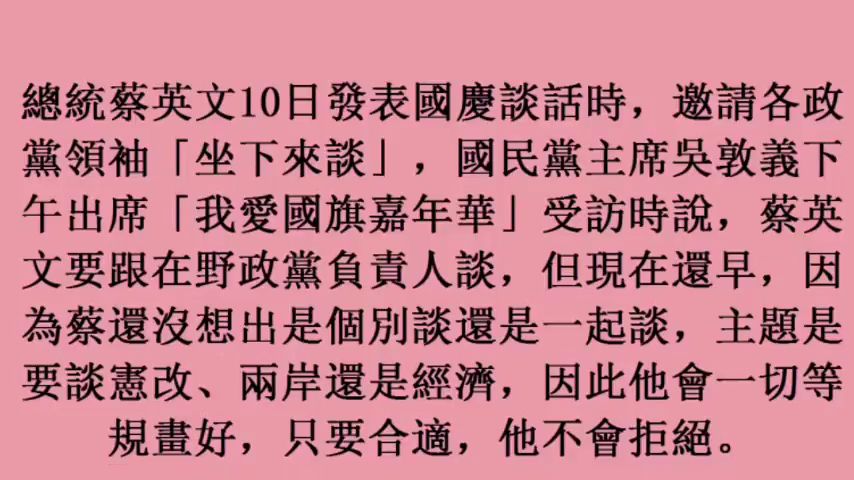 總統蔡英文10日發表國慶談話時，邀請各政
黨領袖「坐下來談」，國民黨主席吳敦義下
午出席「我愛國旗嘉年華」受訪時說，蔡英
文要跟在野政黨負責人談，但現在還早，因
為蔡還沒想出是個別談還是一起談，主題是
要談憲改、兩岸還是經濟，因此他會一切等
規畫好，只要合適，他不會拒絕。